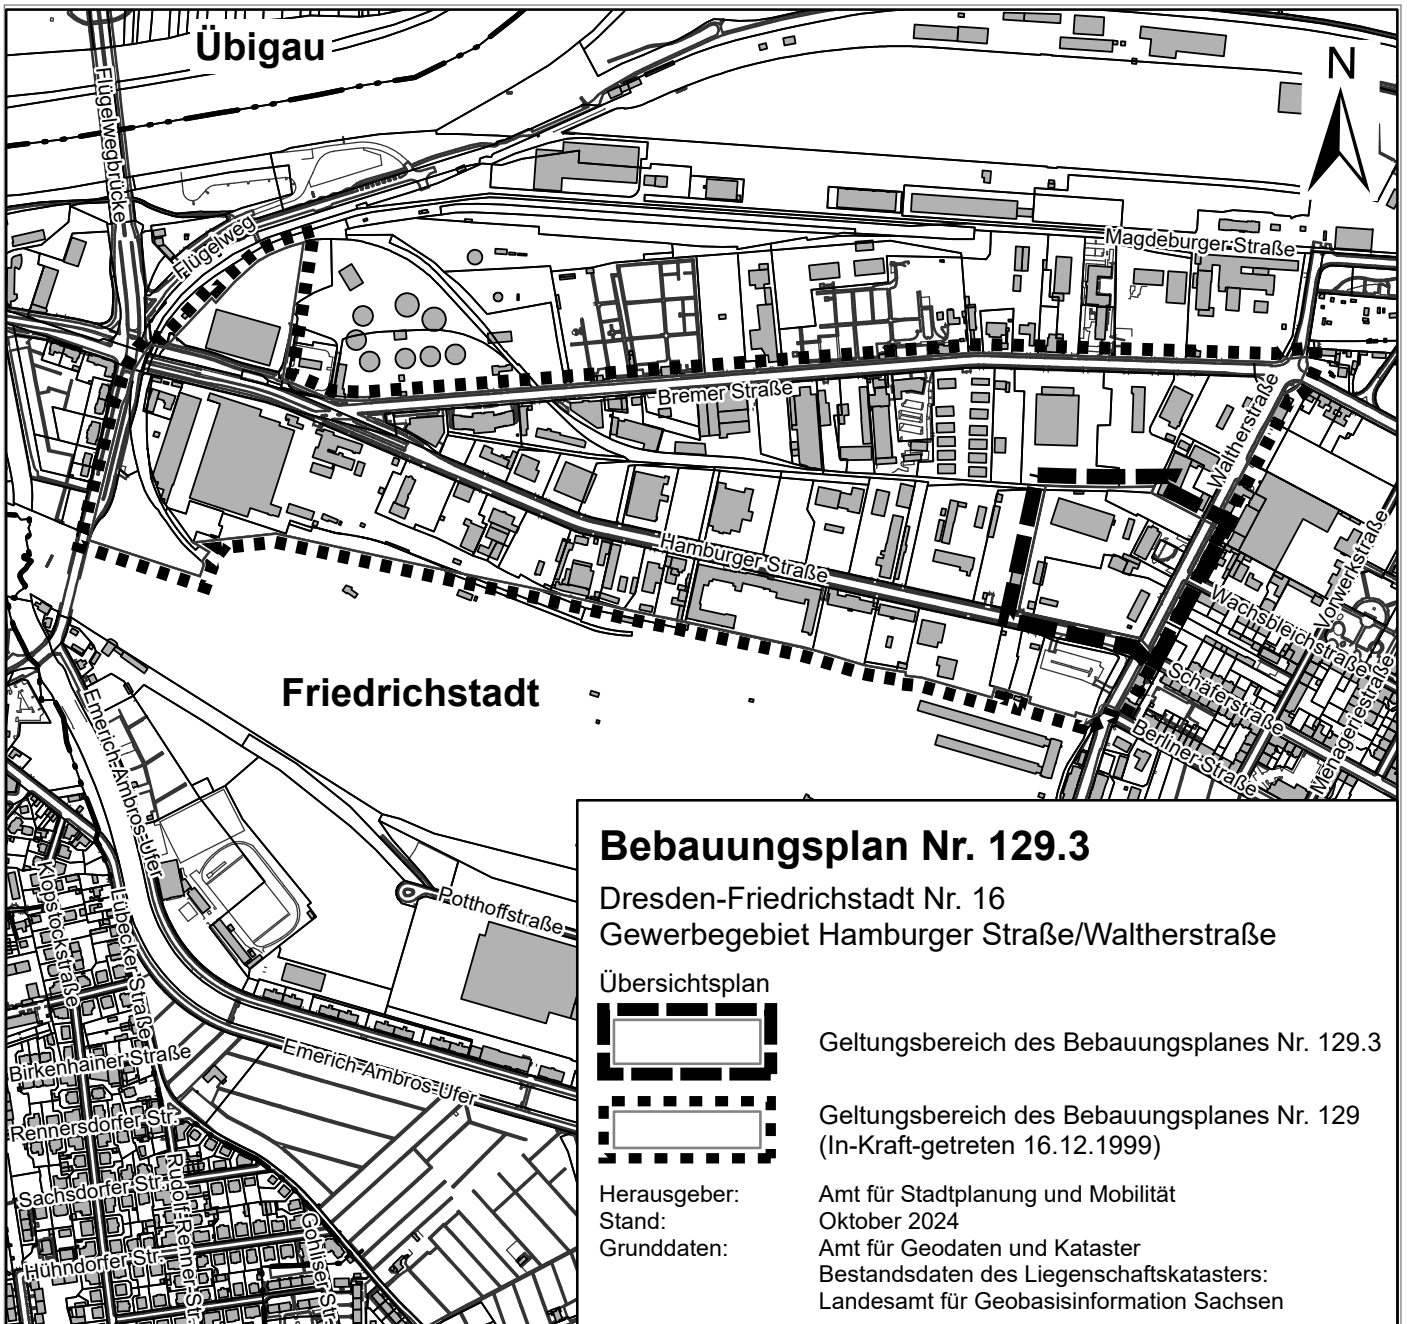 Übigau
N
Flügelwegbrücke
Flügelweg
Magdeburger Straße
Bremer Straße
Waltherstraße
Hamburger Straße
Vorwerkstraße
Wachsbleichstraße
Schäferstraße
Menageriestraße
Berliner Straße
Friedrichstadt
Emerich-Ambros-Ufer
Potthoffstraße
Klopstockstraße
Lübecker Straße
Birkenhainer Straße
Emerich-Ambros-Ufer
Rennersdorfer Str.
Sachsdorfer Str.
Rudolf-Renner-Str.
Gohliser Str.
Hühndorfer Str.
Bebauungsplan Nr. 129.3
Dresden-Friedrichstadt Nr. 16
Gewerbegebiet Hamburger Straße/Waltherstraße
Übersichtsplan
Geltungsbereich des Bebauungsplanes Nr. 129.3
Geltungsbereich des Bebauungsplanes Nr. 129
(In-Kraft-getreten 16.12.1999)
Herausgeber: Amt für Stadtplanung und Mobilität
Stand: Oktober 2024
Grunddaten: Amt für Geodaten und Kataster
Bestandsdaten des Liegenschaftskatasters:
Landesamt für Geobasisinformation Sachsen